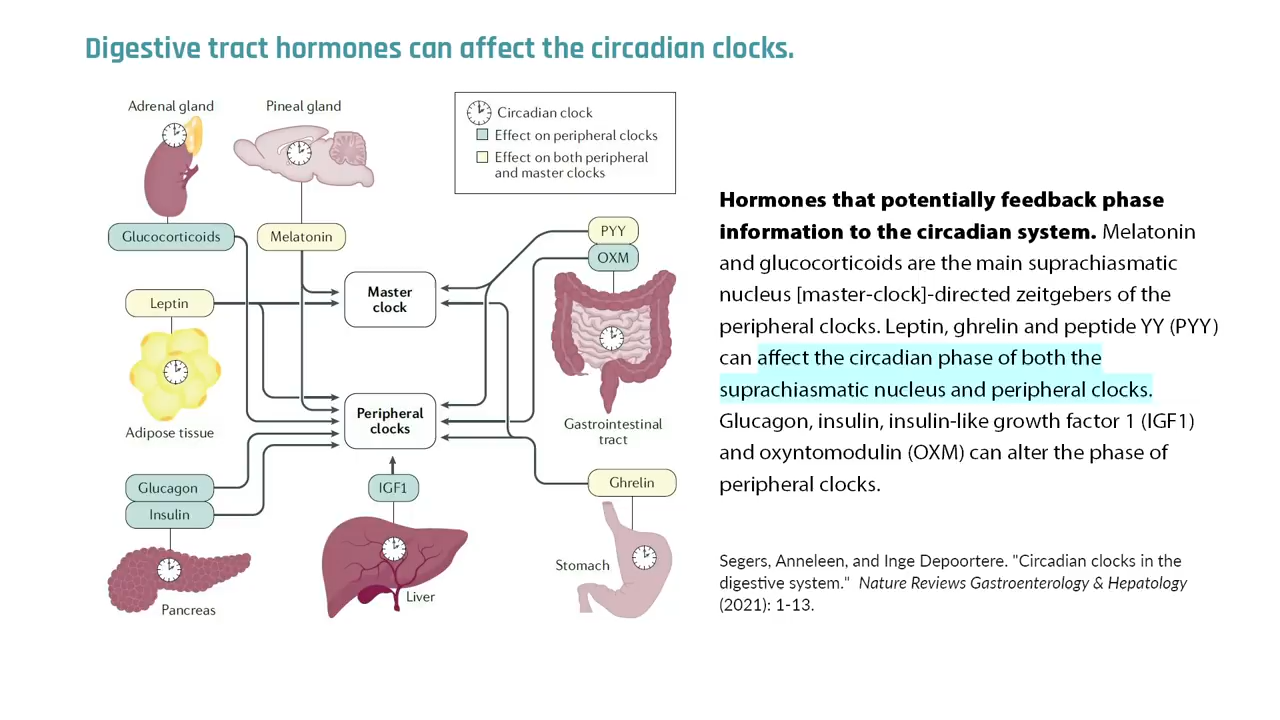 Digestive tract hormones can affect the circadian clocks.
Adrenal gland
Pineal gland
Circadian clock
Effect on peripheral clocks
Effect on both peripheral
and master clocks
Glucocorticoids
Melatonin
PYY
OXM
Leptin
Master
clock
Adipose tissue
Peripheral
clocks
Gastrointestinal
tract
Glucagon
Insulin
IGF1
Ghrelin
Pancreas
Liver
Stomach
Hormones that potentially feedback phase
information to the circadian system. Melatonin
and glucocorticoids are the main suprachiasmatic
nucleus [master-clock]-directed zeitgebers of the
peripheral clocks. Leptin, ghrelin and peptide YY (PYY)
can affect the circadian phase of both the
suprachiasmatic nucleus and peripheral clocks.
Glucagon, insulin, insulin-like growth factor 1 (IGF1)
and oxyntomodulin (OXM) can alter the phase of
peripheral clocks.
Segers, Anneleen, and Inge Depoortere. "Circadian clocks in the
digestive system." Nature Reviews Gastroenterology & Hepatology
(2021): 1-13.